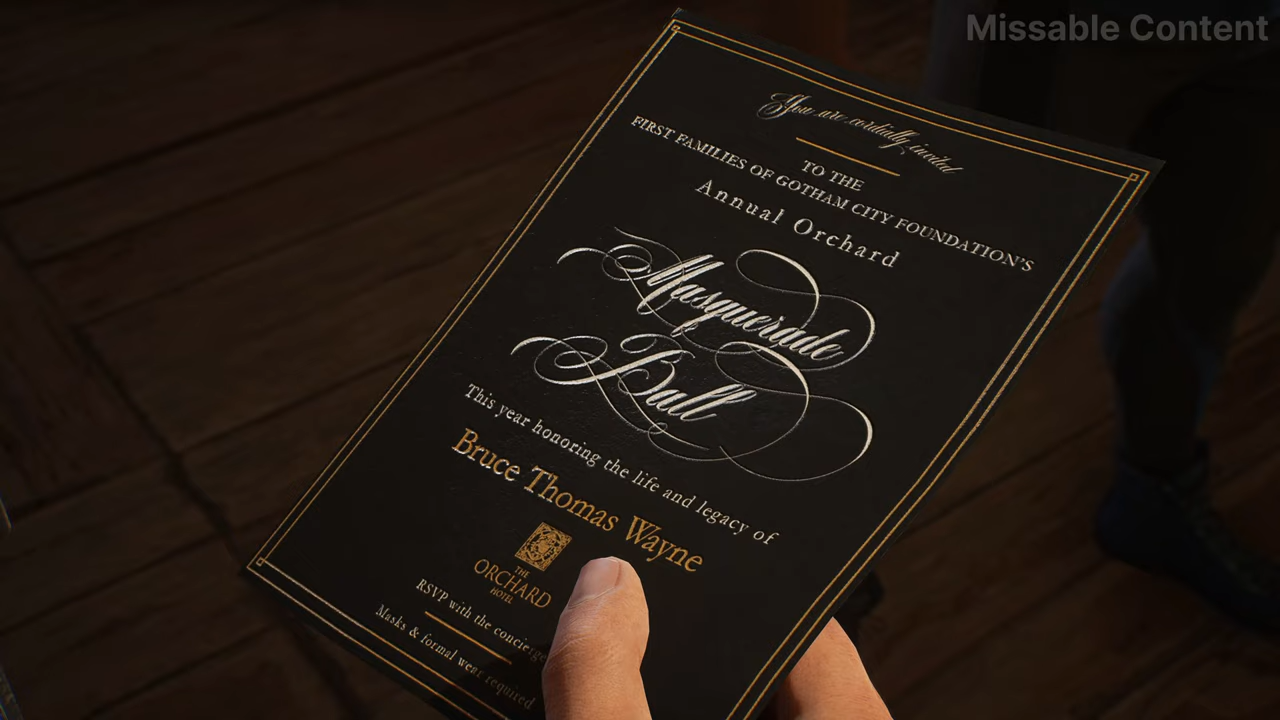 Missable Content
You are cordially invited
TO THE
FIRST FAMILIES OF GOTHAM CITY FOUNDATION'S
Annual Orchard
Masquerade
Ball
This year honoring the life and legacy of
Bruce Thomas Wayne
THE
ORCHARD
HOTEL
RSVP with the concierge
Masks & formal wear required